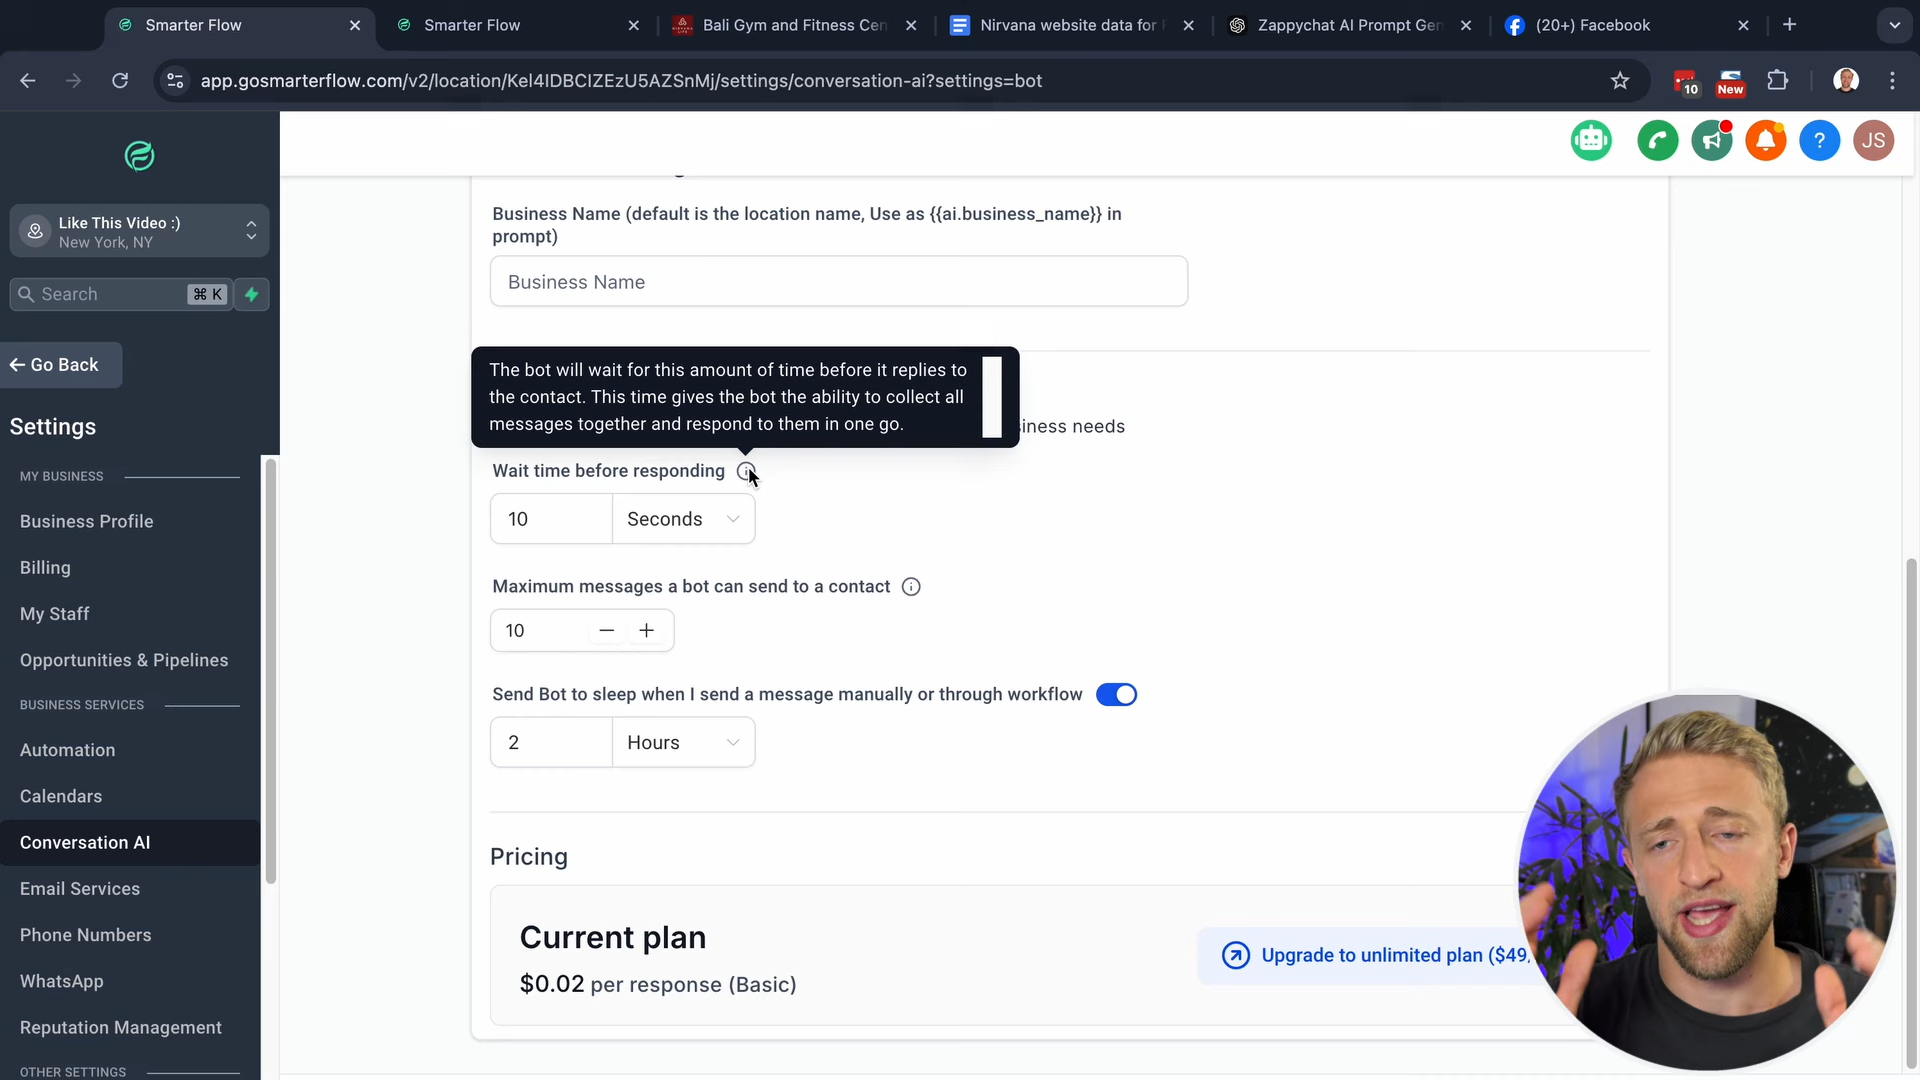 Smarter Flow
Smarter Flow
Bali Gym and Fitness Cen
Nirvana website data for
Zappychat AI Prompt Gen
(20+) Facebook
app.gosmarterflow.com/v2/location/Kel4IDBCIZEzU5AZSnMj/settings/conversation-ai?settings=bot
10
New
?
JS
Like This Video :)
New York, NY
Search
⌘ K
Go Back
Settings
MY BUSINESS
Business Profile
Billing
My Staff
Opportunities & Pipelines
BUSINESS SERVICES
Automation
Calendars
Conversation AI
Email Services
Phone Numbers
WhatsApp
Reputation Management
OTHER SETTINGS
Business Name (default is the location name, Use as {{ai.business_name}} in
prompt)
Business Name
The bot will wait for this amount of time before it replies to
the contact. This time gives the bot the ability to collect all
messages together and respond to them in one go.
siness needs
Wait time before responding
10
Seconds
Maximum messages a bot can send to a contact
10
Send Bot to sleep when I send a message manually or through workflow
2
Hours
Pricing
Current plan
$0.02 per response (Basic)
Upgrade to unlimited plan ($49/